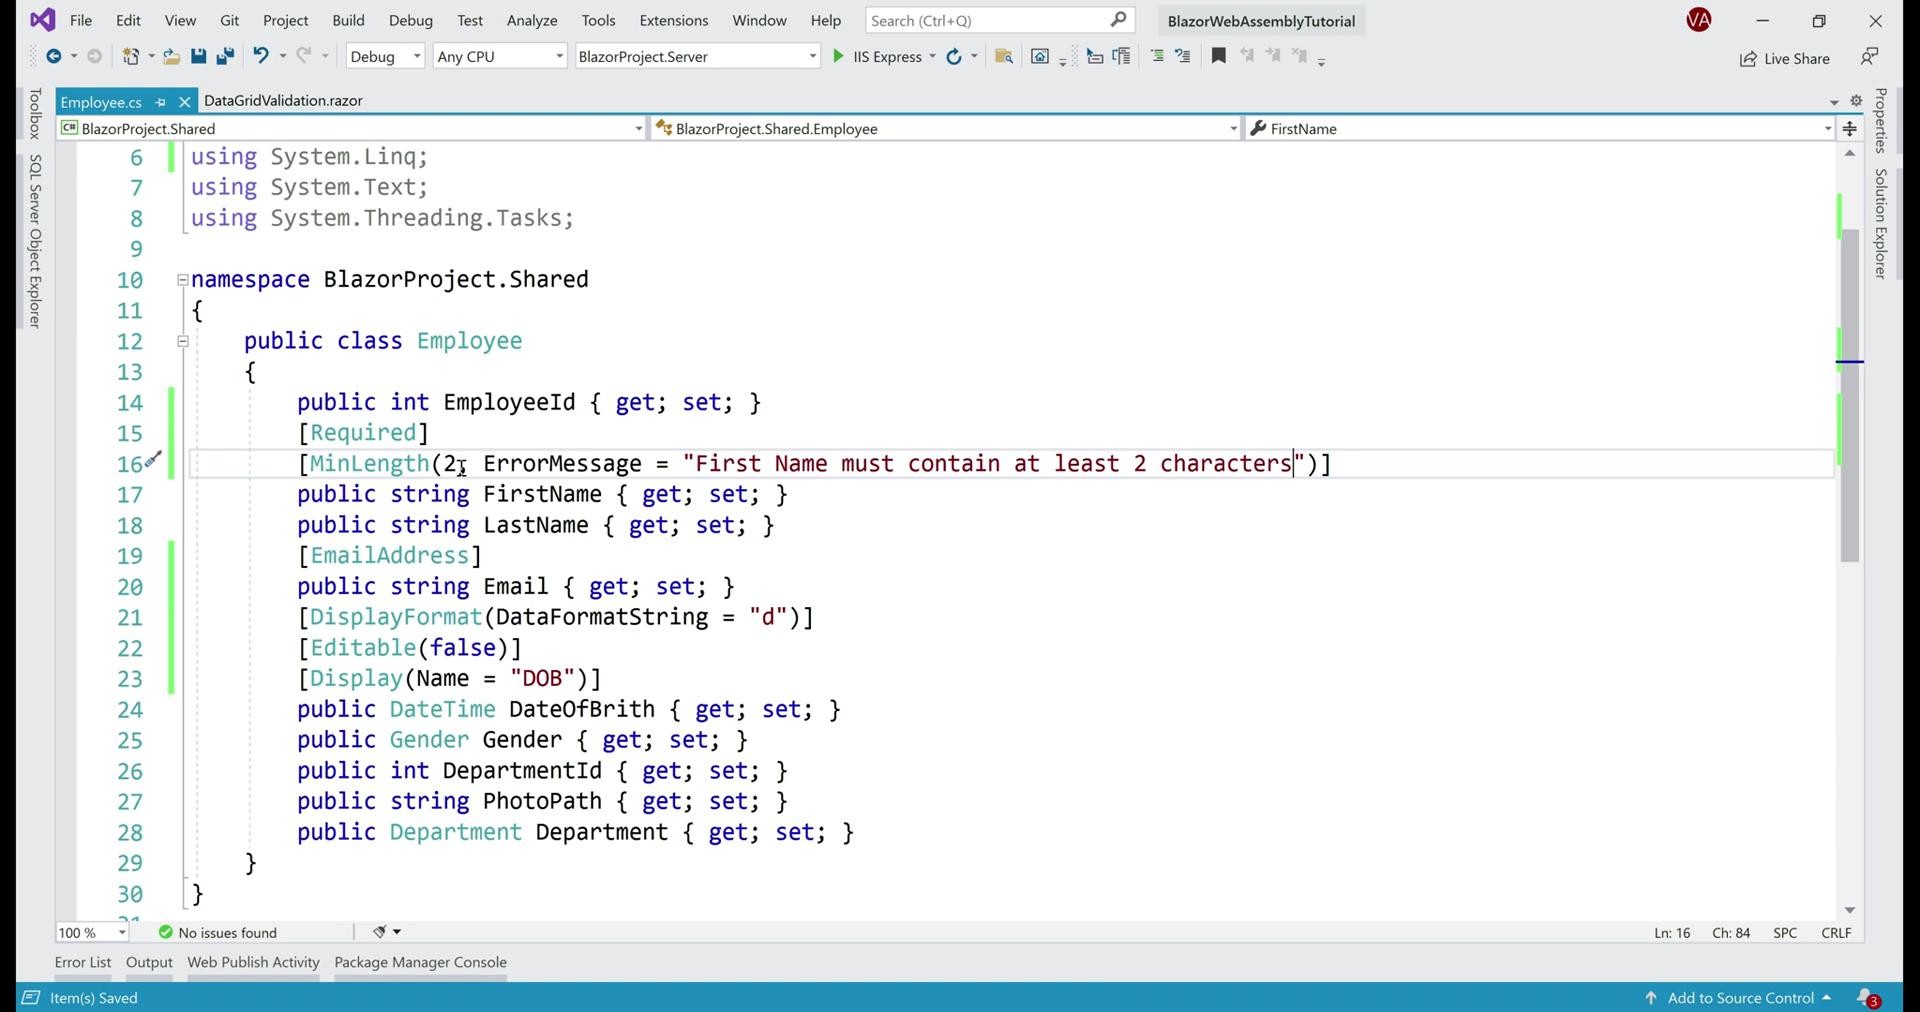 File Edit View Git Project Build Debug Test Analyze Tools Extensions Window Help Search (Ctrl+Q) BlazorWebAssemblyTutorial VA
Debug Any CPU BlazorProject.Server IIS Express Live Share
Employee.cs DataGridValidation.razor
C# BlazorProject.Shared BlazorProject.Shared.Employee FirstName
Toolbox
SQL Server Object Explorer
Properties
Solution Explorer
6 using System.Linq;
7 using System.Text;
8 using System.Threading.Tasks;
9
10 namespace BlazorProject.Shared
11 {
12 public class Employee
13 {
14 public int EmployeeId { get; set; }
15 [Required]
16 [MinLength(2, ErrorMessage = "First Name must contain at least 2 characters")]
17 public string FirstName { get; set; }
18 public string LastName { get; set; }
19 [EmailAddress]
20 public string Email { get; set; }
21 [DisplayFormat(DataFormatString = "d")]
22 [Editable(false)]
23 [Display(Name = "DOB")]
24 public DateTime DateOfBrith { get; set; }
25 public Gender Gender { get; set; }
26 public int DepartmentId { get; set; }
27 public string PhotoPath { get; set; }
28 public Department Department { get; set; }
29 }
30 }
100 % No issues found Ln: 16 Ch: 84 SPC CRLF
Error List Output Web Publish Activity Package Manager Console
Item(s) Saved Add to Source Control 3